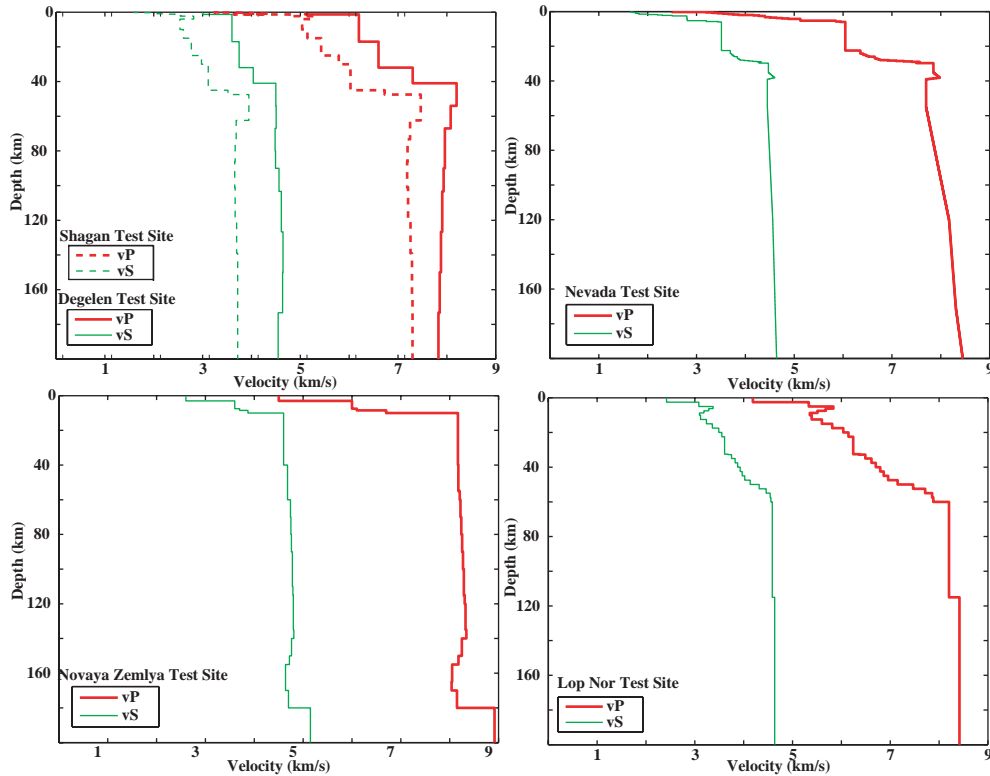 0
40
80
120
160
Depth (km)
Shagan Test Site
vP
vS
Degelen Test Site
vP
vS
1
3
5
7
9
Velocity (km/s)
0
40
80
120
160
Depth (km)
Nevada Test Site
vP
vS
1
3
5
7
9
Velocity (km/s)
0
40
80
120
160
Depth (km)
Novaya Zemlya Test Site
vP
vS
1
3
5
7
9
Velocity (km/s)
0
40
80
120
160
Depth (km)
Lop Nor Test Site
vP
vS
1
3
5
7
9
Velocity (km/s)